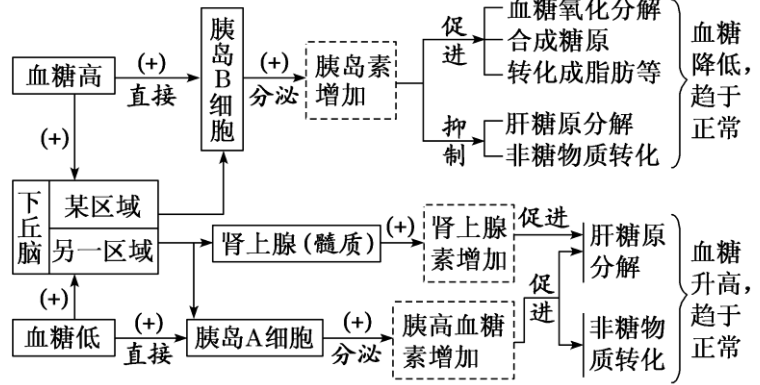 血糖高
(+)
直接
胰岛B细胞
(+)
分泌
胰岛素
增加
促进
血糖氧化分解
合成糖原
转化成脂肪等
抑制
肝糖原分解
非糖物质转化
血糖
降低,
趋于
正常
(+)
下丘脑
某区域
另一区域
肾上腺(髓质)
(+)
肾上腺
素增加
促进
肝糖原
分解
(+)
血糖低
(+)
直接
胰岛A细胞
(+)
分泌
胰高血糖
素增加
促进
非糖物
质转化
血糖
升高,
趋于
正常